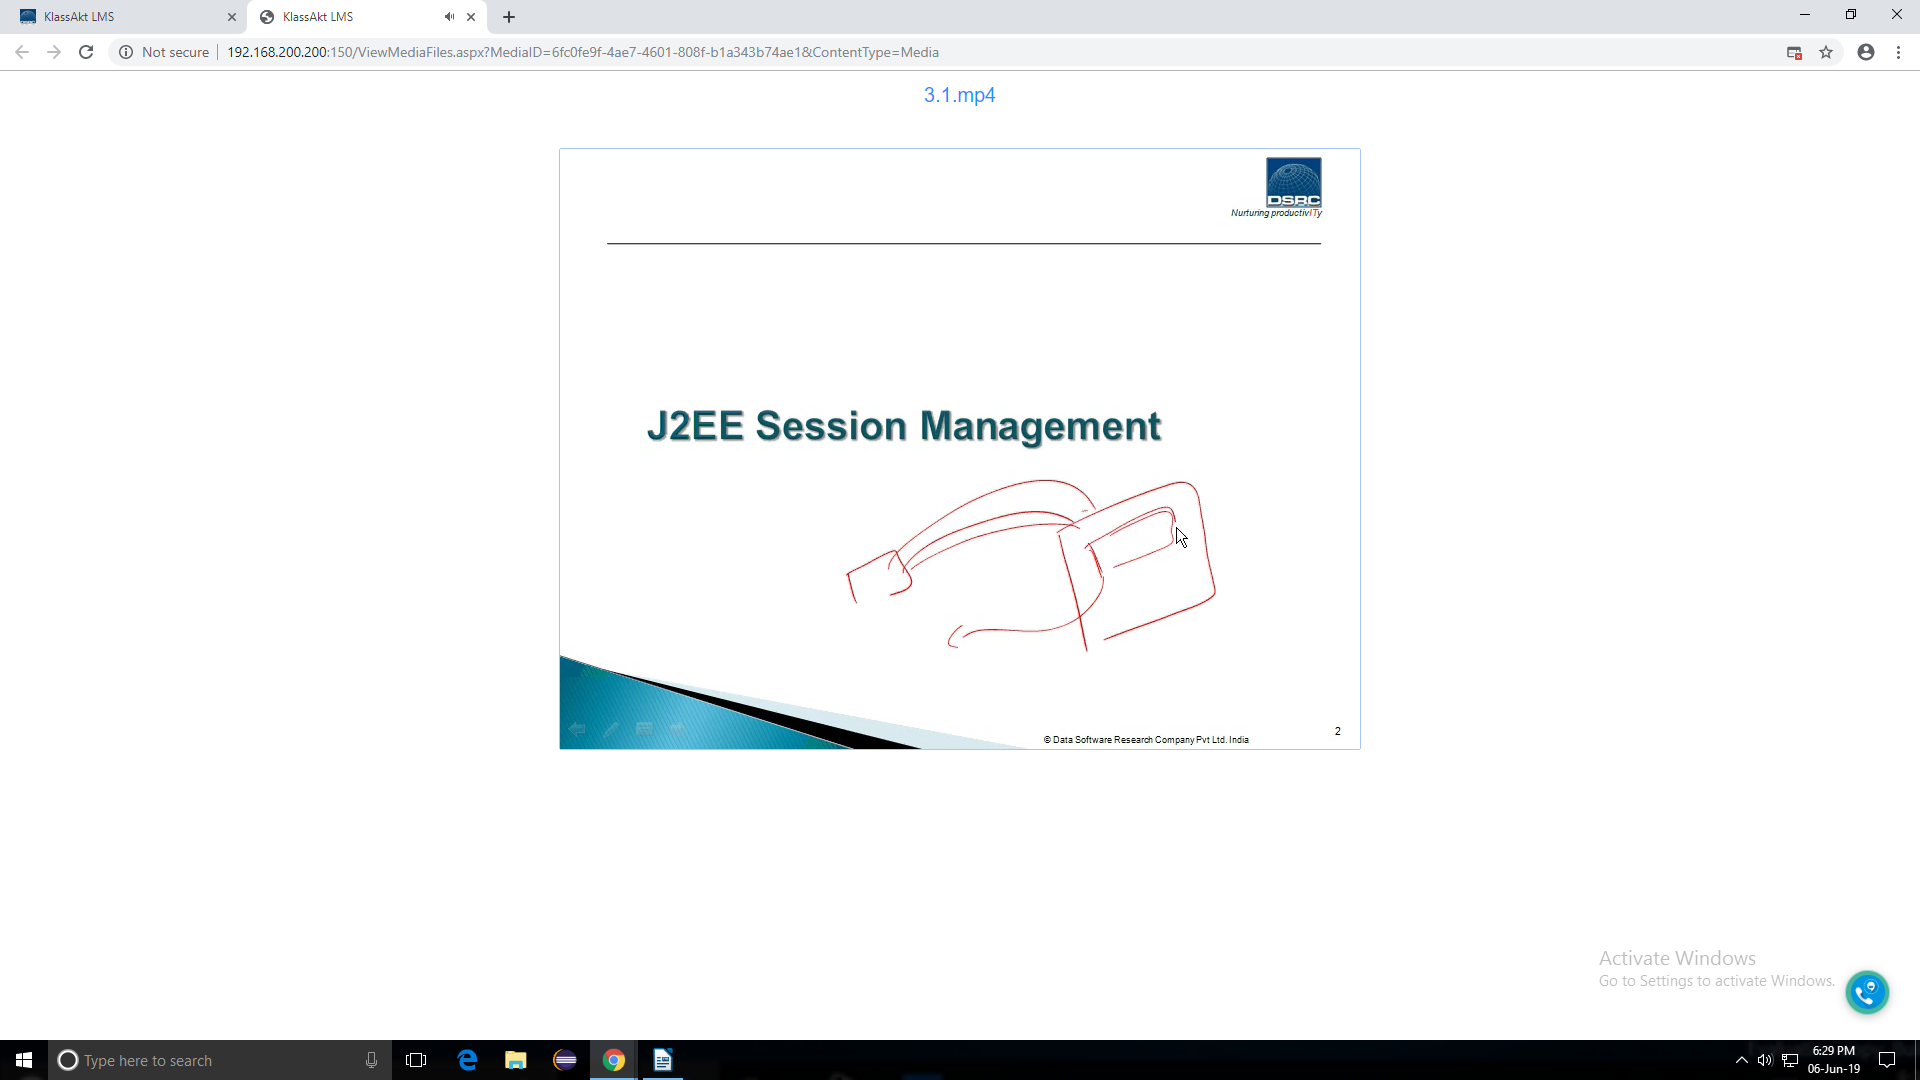 KlassAkt LMS
KlassAkt LMS
Not secure
192.168.200.200:150/ViewMediaFiles.aspx?MediaID=6fc0fe9f-4ae7-4601-808f-b1a343b74ae1&ContentType=Media
3.1.mp4
DSRC
Nurturing productivITy
J2EE Session Management
© Data Software Research Company Pvt Ltd. India
2
Activate Windows
Go to Settings to activate Windows.
Type here to search
6:29 PM
06-Jun-19